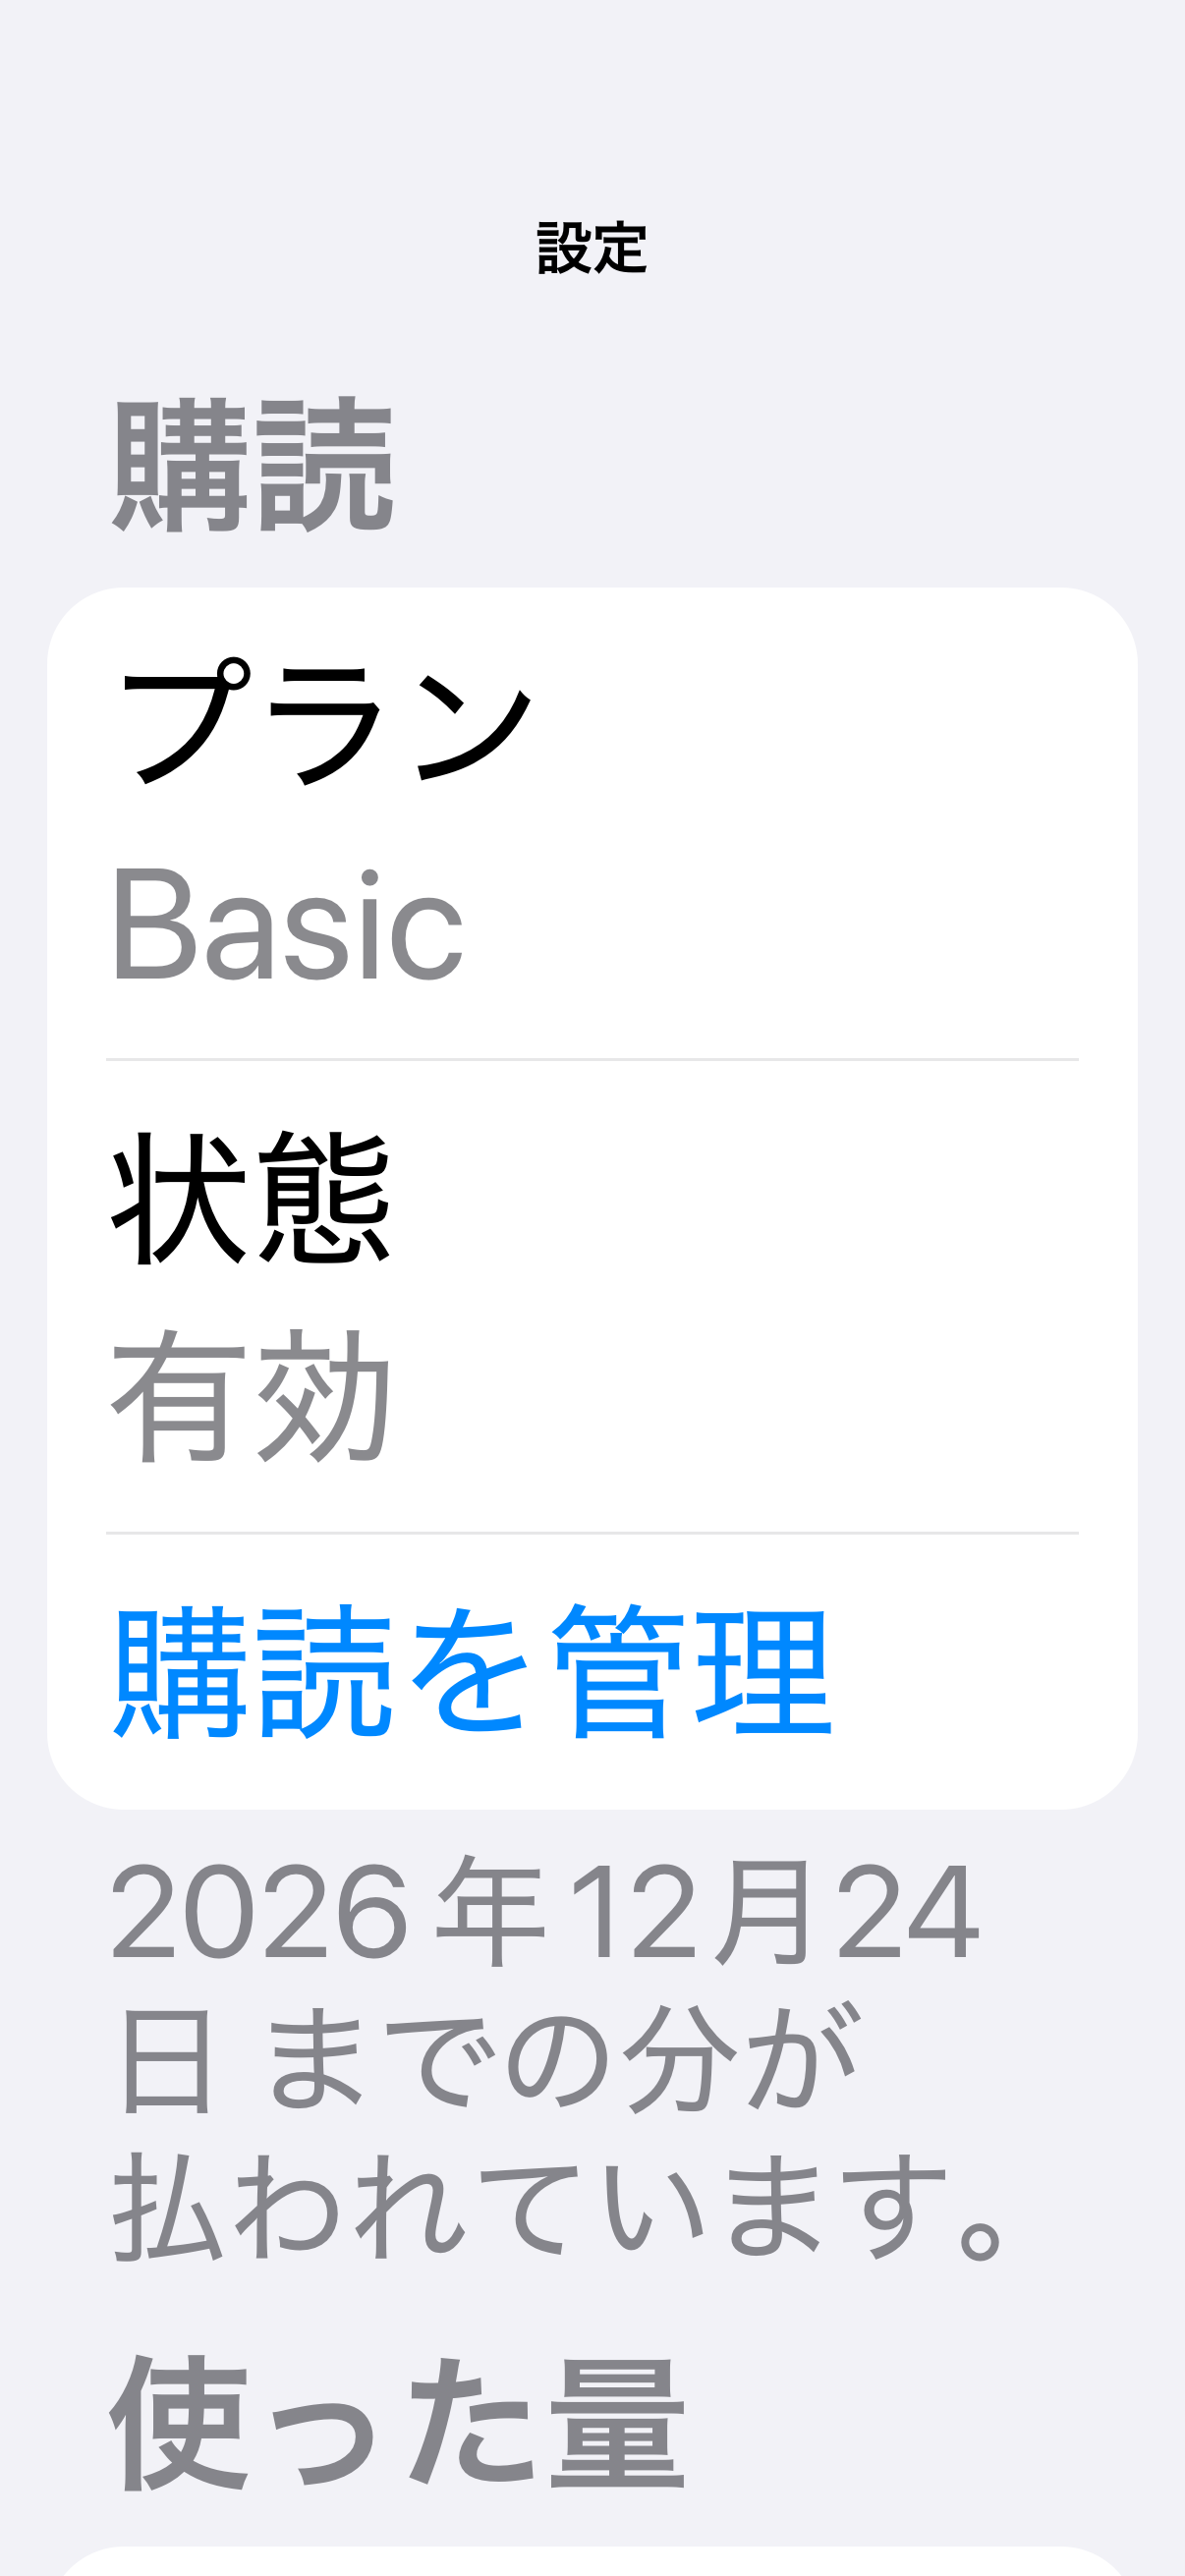 設定
購読
プラン
Basic
状態
有効
購読を管理
2026年12月24
日 までの分が
払われています。
使った量